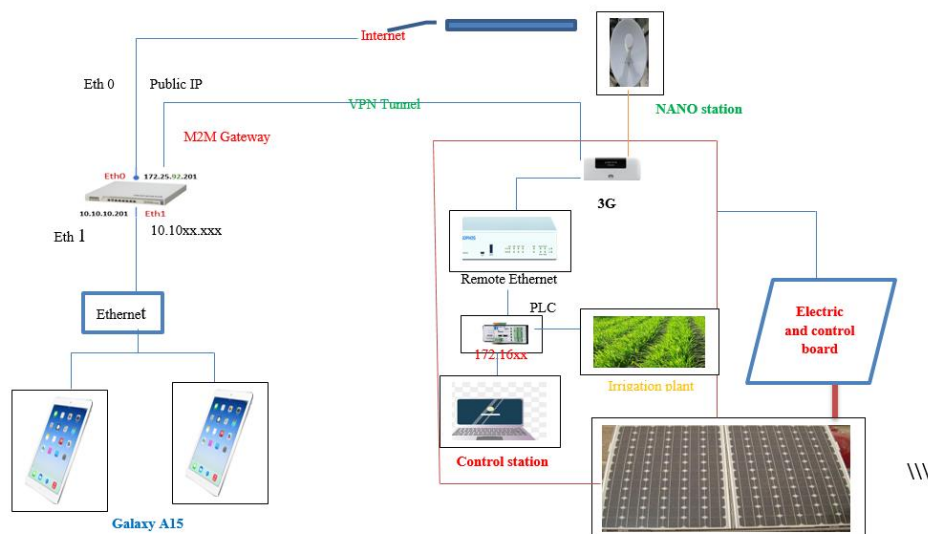 Internet
Eth 0
Public IP
VPN Tunnel
NANO station
M2M Gateway
Eth0
172.25.92.201
3G
10.10.10.201
Eth1
Eth 1
10.10xx.xxx
Remote Ethernet
PLC
Ethernet
172.16xx
Electric
and control
board
Irrigation plant
Control station
\\\
Galaxy A15